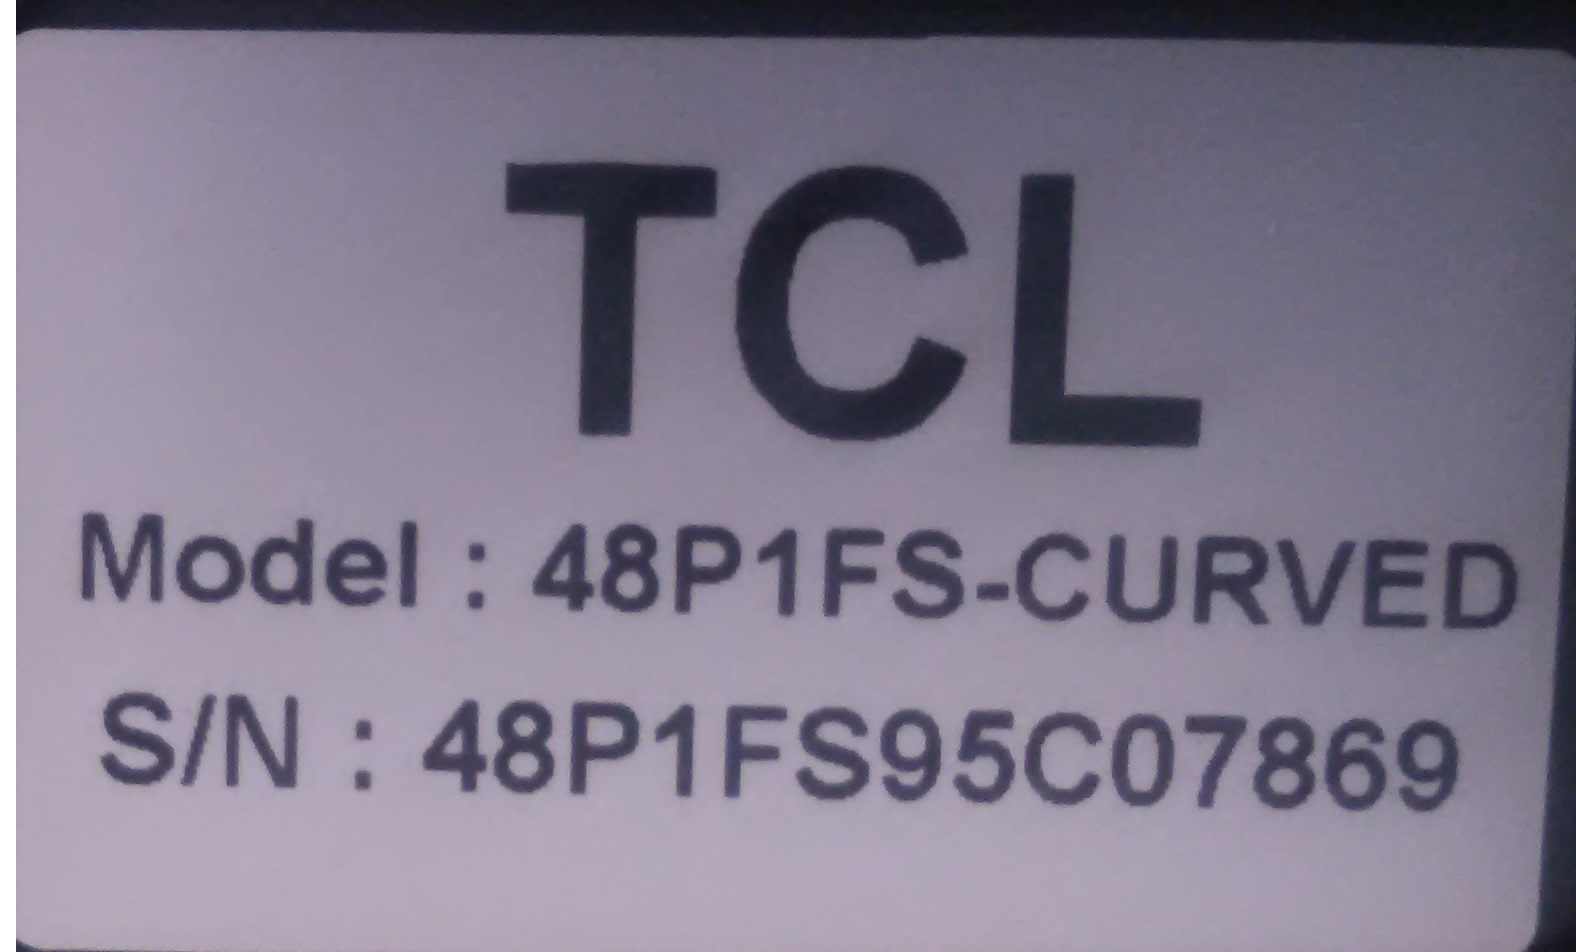 TCL
Model : 48P1FS-CURVED
S/N : 48P1FS95C07869